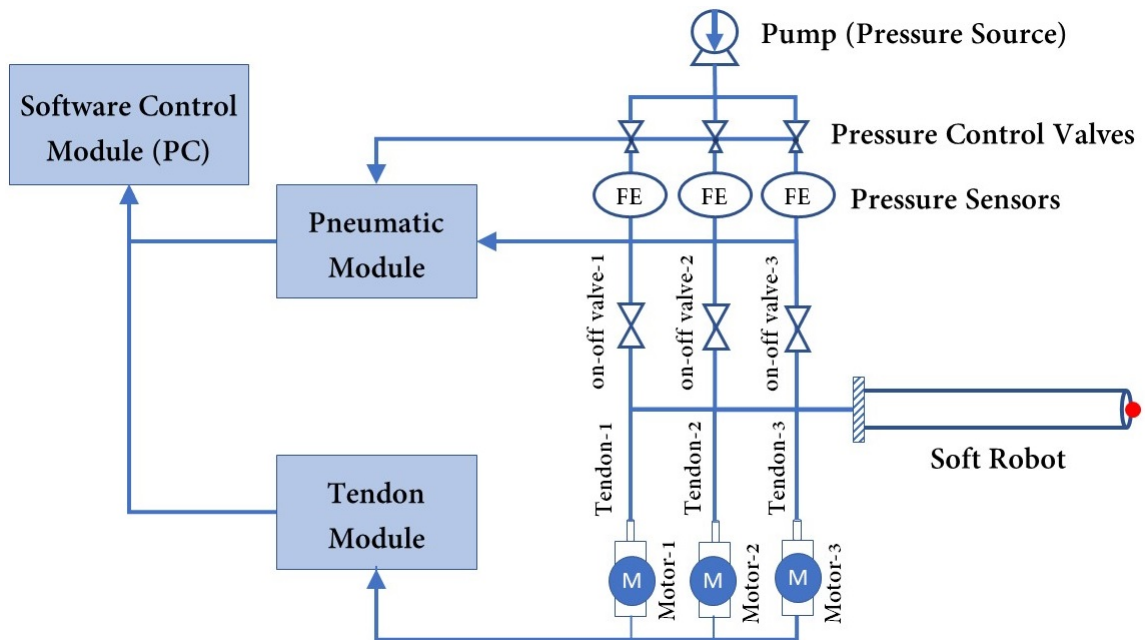 Pump (Pressure Source)
Software Control
Module (PC)
Pressure Control Valves
FE
FE
FE
Pressure Sensors
Pneumatic
Module
on-off valve-1
on-off valve-2
on-off valve-3
Tendon-1
Tendon-2
Tendon-3
Soft Robot
Tendon
Module
M
Motor-1
M
Motor-2
M
Motor-3